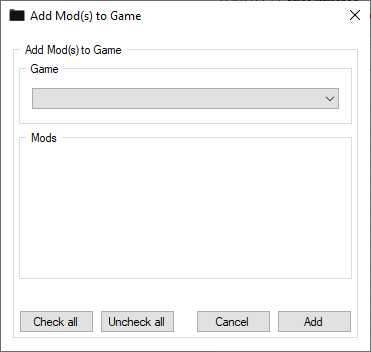 Add Mod(s) to Game
Add Mod(s) to Game
Game
Mods
Check all
Uncheck all
Cancel
Add